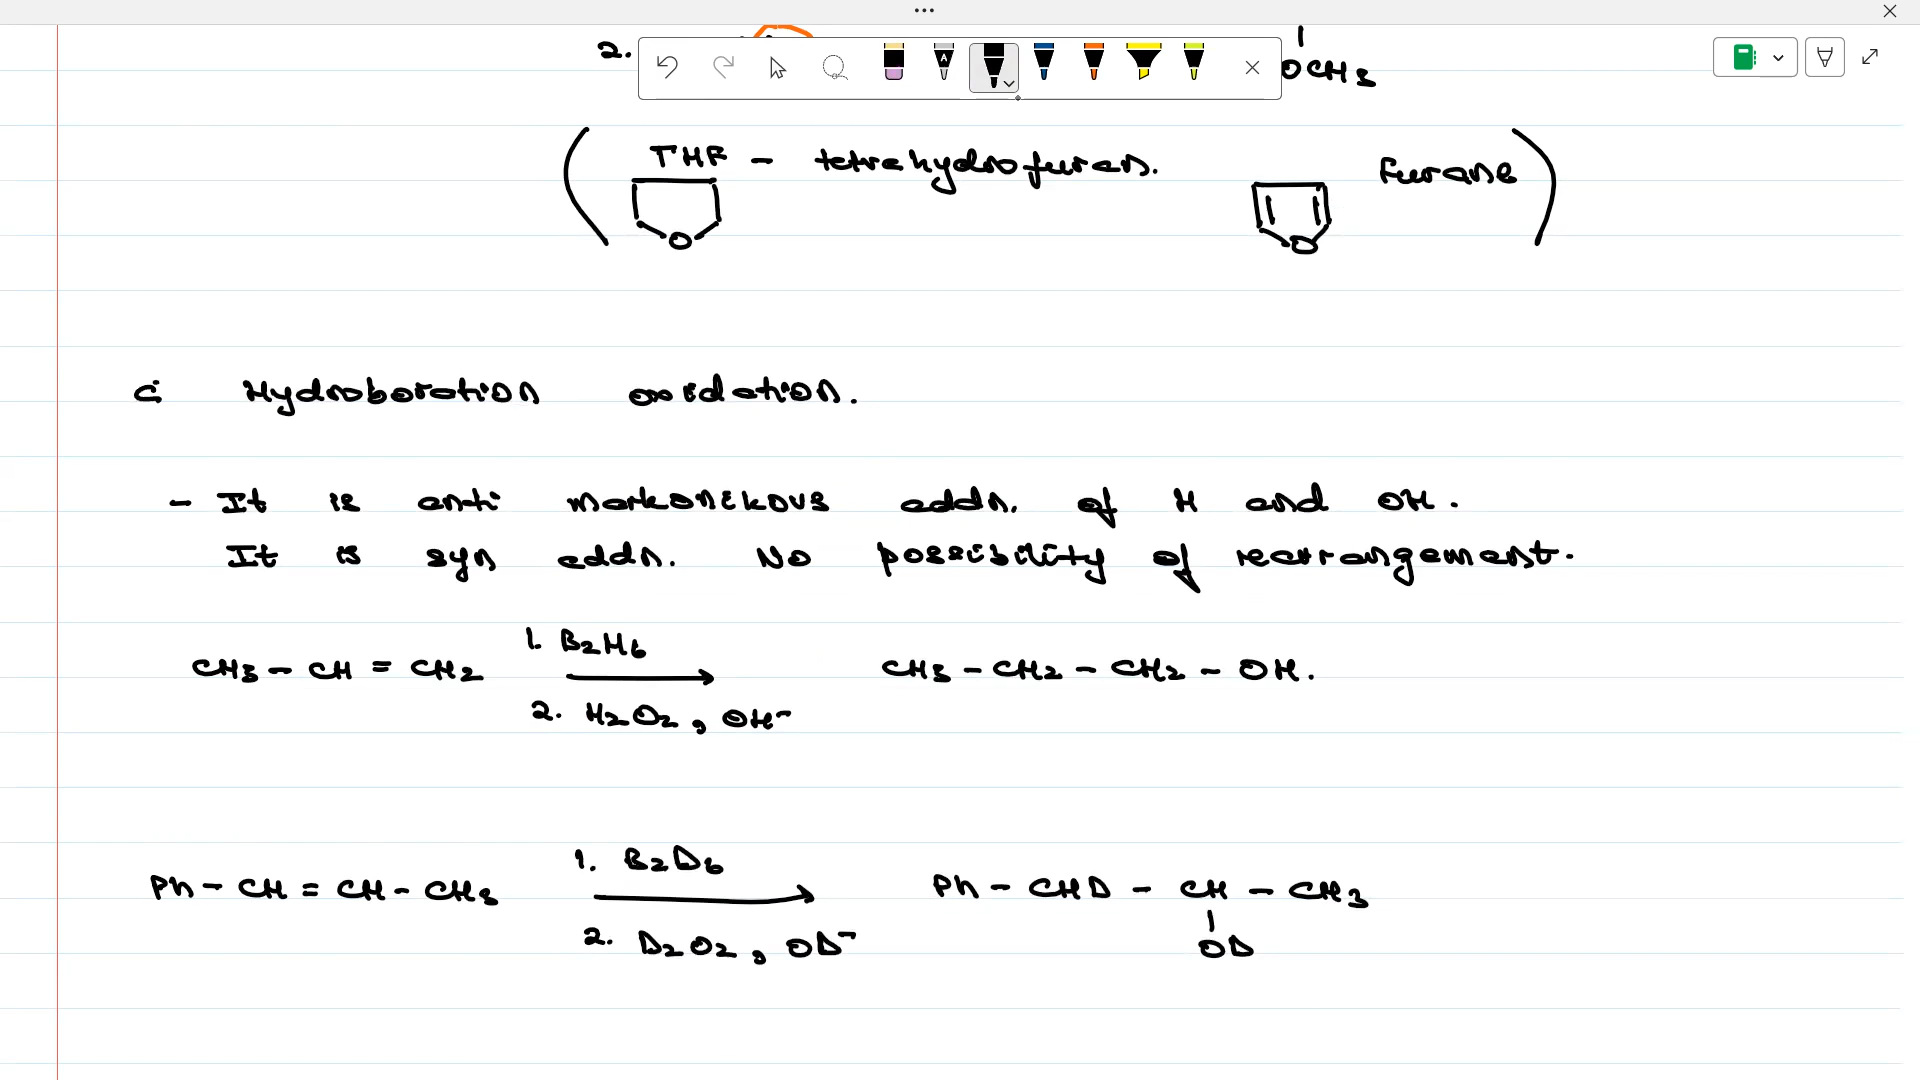 2.
OCH3
THF - tetrahydrofuran. Furane
O O
C Hydroboration oxidation.
- It is anti markonikovs addn. of H and OH.
It is syn addn. No possibility of rearrangement.
1. B2H6
CH3 - CH = CH2 CH3 - CH2 - CH2 - OH.
2. H2O2, OH-
1. B2D6
Ph - CH = CH - CH3 Ph - CHD - CH - CH3
2. D2O2, OD- OD